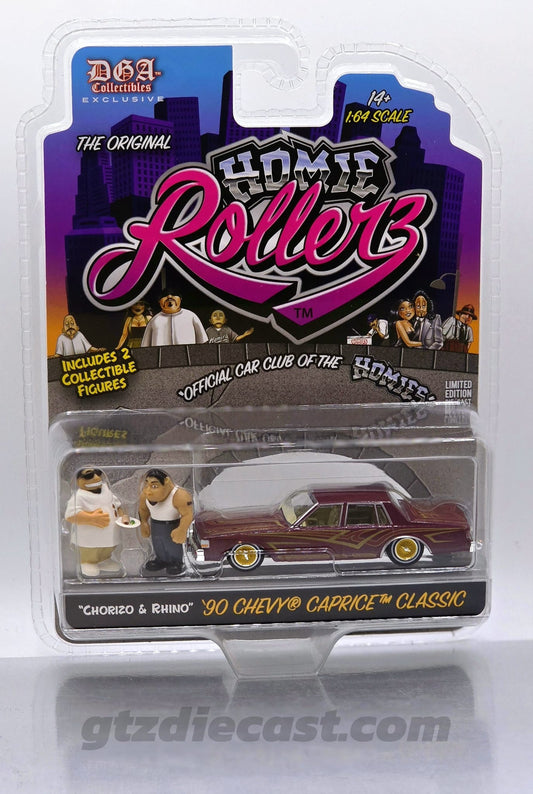 DGA™
Collectibles
EXCLUSIVE
14+
1:64 SCALE
THE ORIGINAL
HOMIE
Rollerz
TM
INCLUDES 2
COLLECTIBLE
FIGURES
"OFFICIAL CAR CLUB OF THE
HOMIES"
LIMITED
EDITION
"CHORIZO & RHINO" '90 CHEVY® CAPRICE™ CLASSIC
gtzdiecast.com